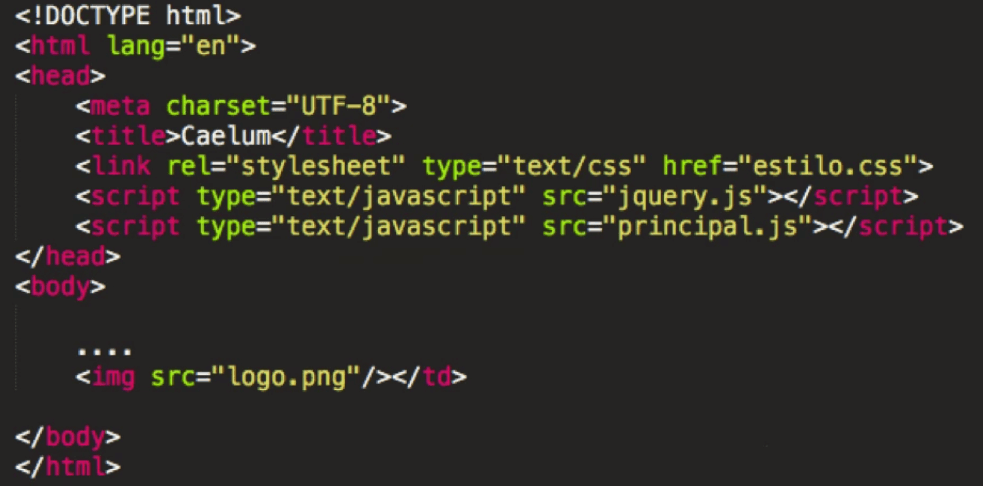 <!DOCTYPE html>
<html lang="en">
<head>
    <meta charset="UTF-8">
    <title>Caelum</title>
    <link rel="stylesheet" type="text/css" href="estilo.css">
    <script type="text/javascript" src="jquery.js"></script>
    <script type="text/javascript" src="principal.js"></script>
</head>
<body>

    ....
    <img src="logo.png"/></td>

</body>
</html>